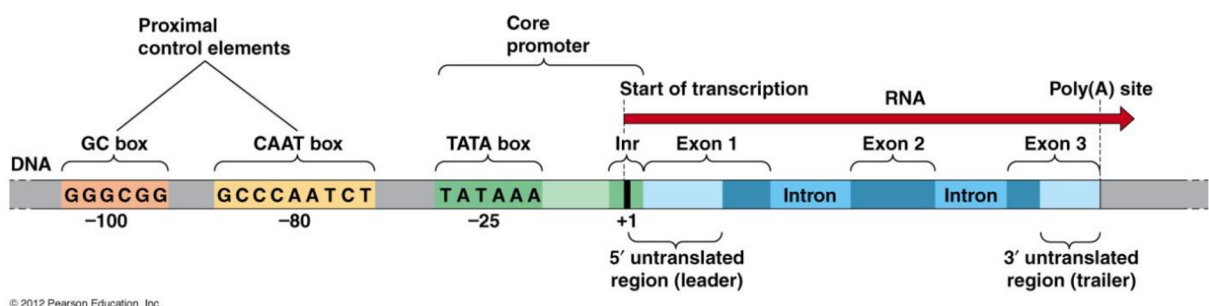 Proximal
control elements
Core
promoter
Start of transcription
RNA
Poly(A) site
GC box
CAAT box
TATA box
Inr
Exon 1
Exon 2
Exon 3
DNA
GGGCGG
GCCCAATCT
TATAAA
Intron
Intron
–100
–80
–25
+1
5′ untranslated
region (leader)
3′ untranslated
region (trailer)
© 2012 Pearson Education, Inc.